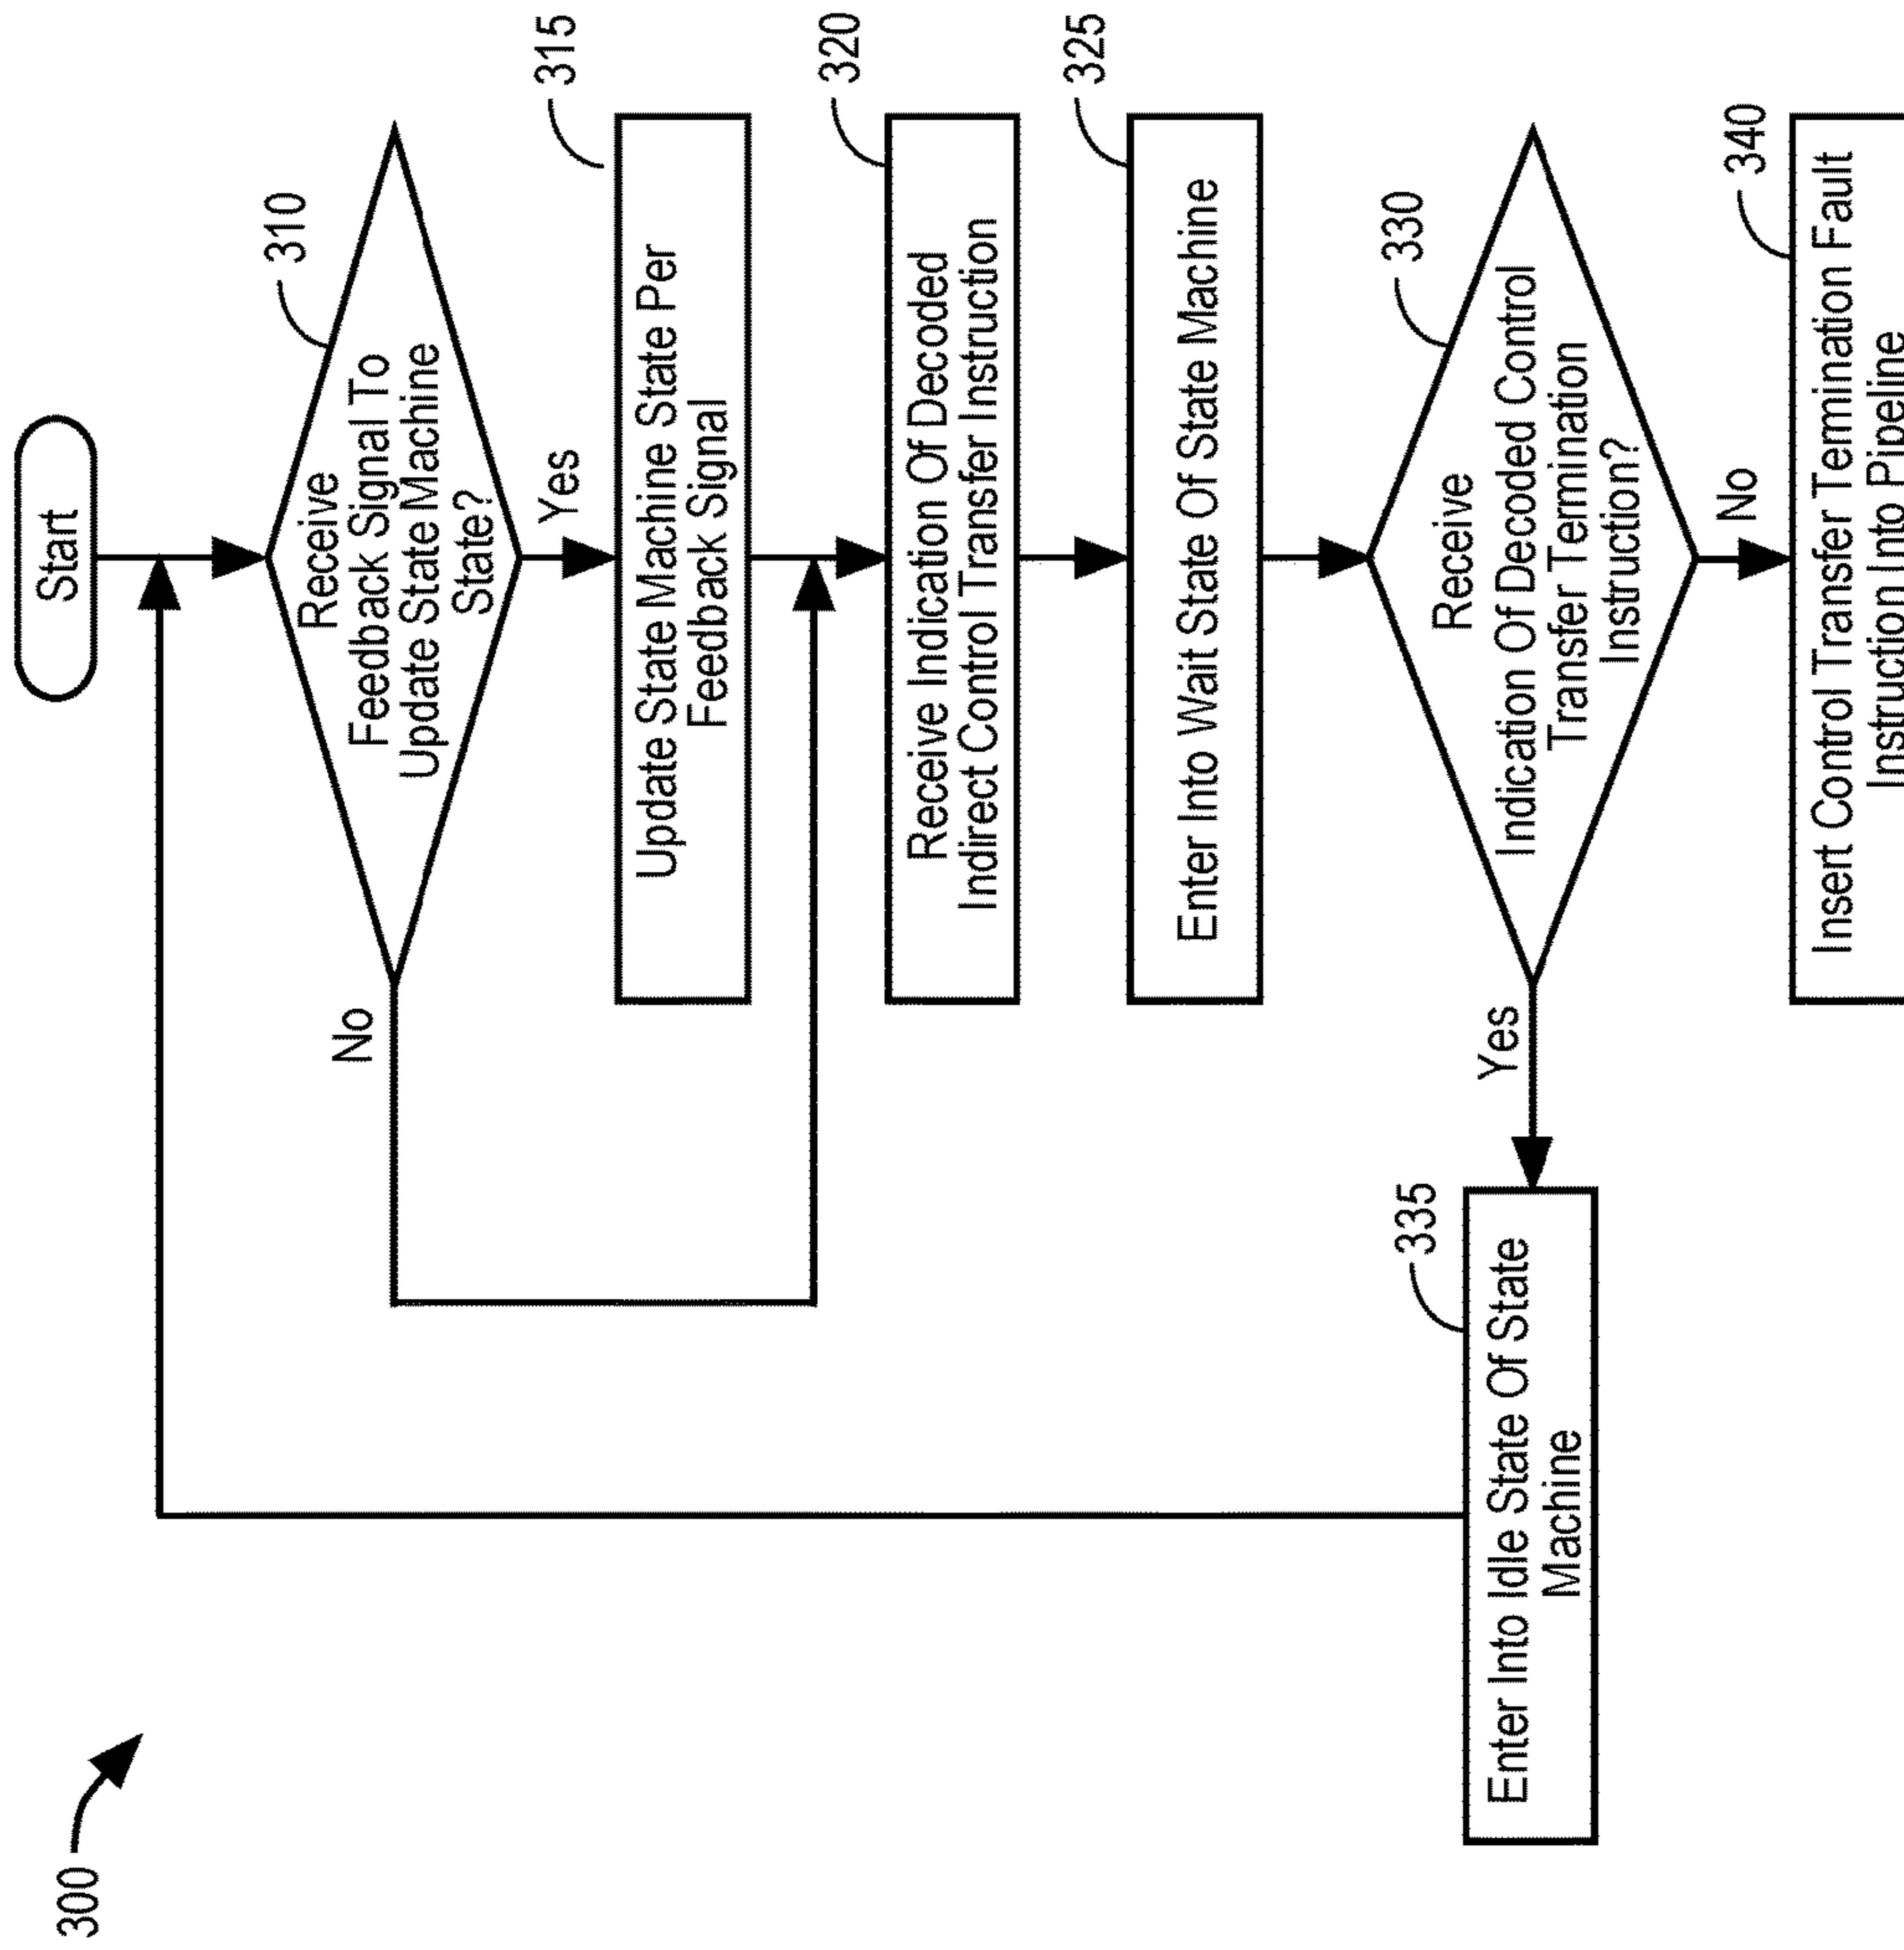 300
Start
310
Receive
Feedback Signal To
Update State Machine
State?
No
Yes
315
Update State Machine State Per
Feedback Signal
320
Receive Indication Of Decoded
Indirect Control Transfer Instruction
325
Enter Into Wait State Of State Machine
330
Receive
Indication Of Decoded Control
Transfer Termination
Instruction?
Yes
No
335
Enter Into Idle State Of State
Machine
340
Insert Control Transfer Termination Fault
Instruction Into Pipeline